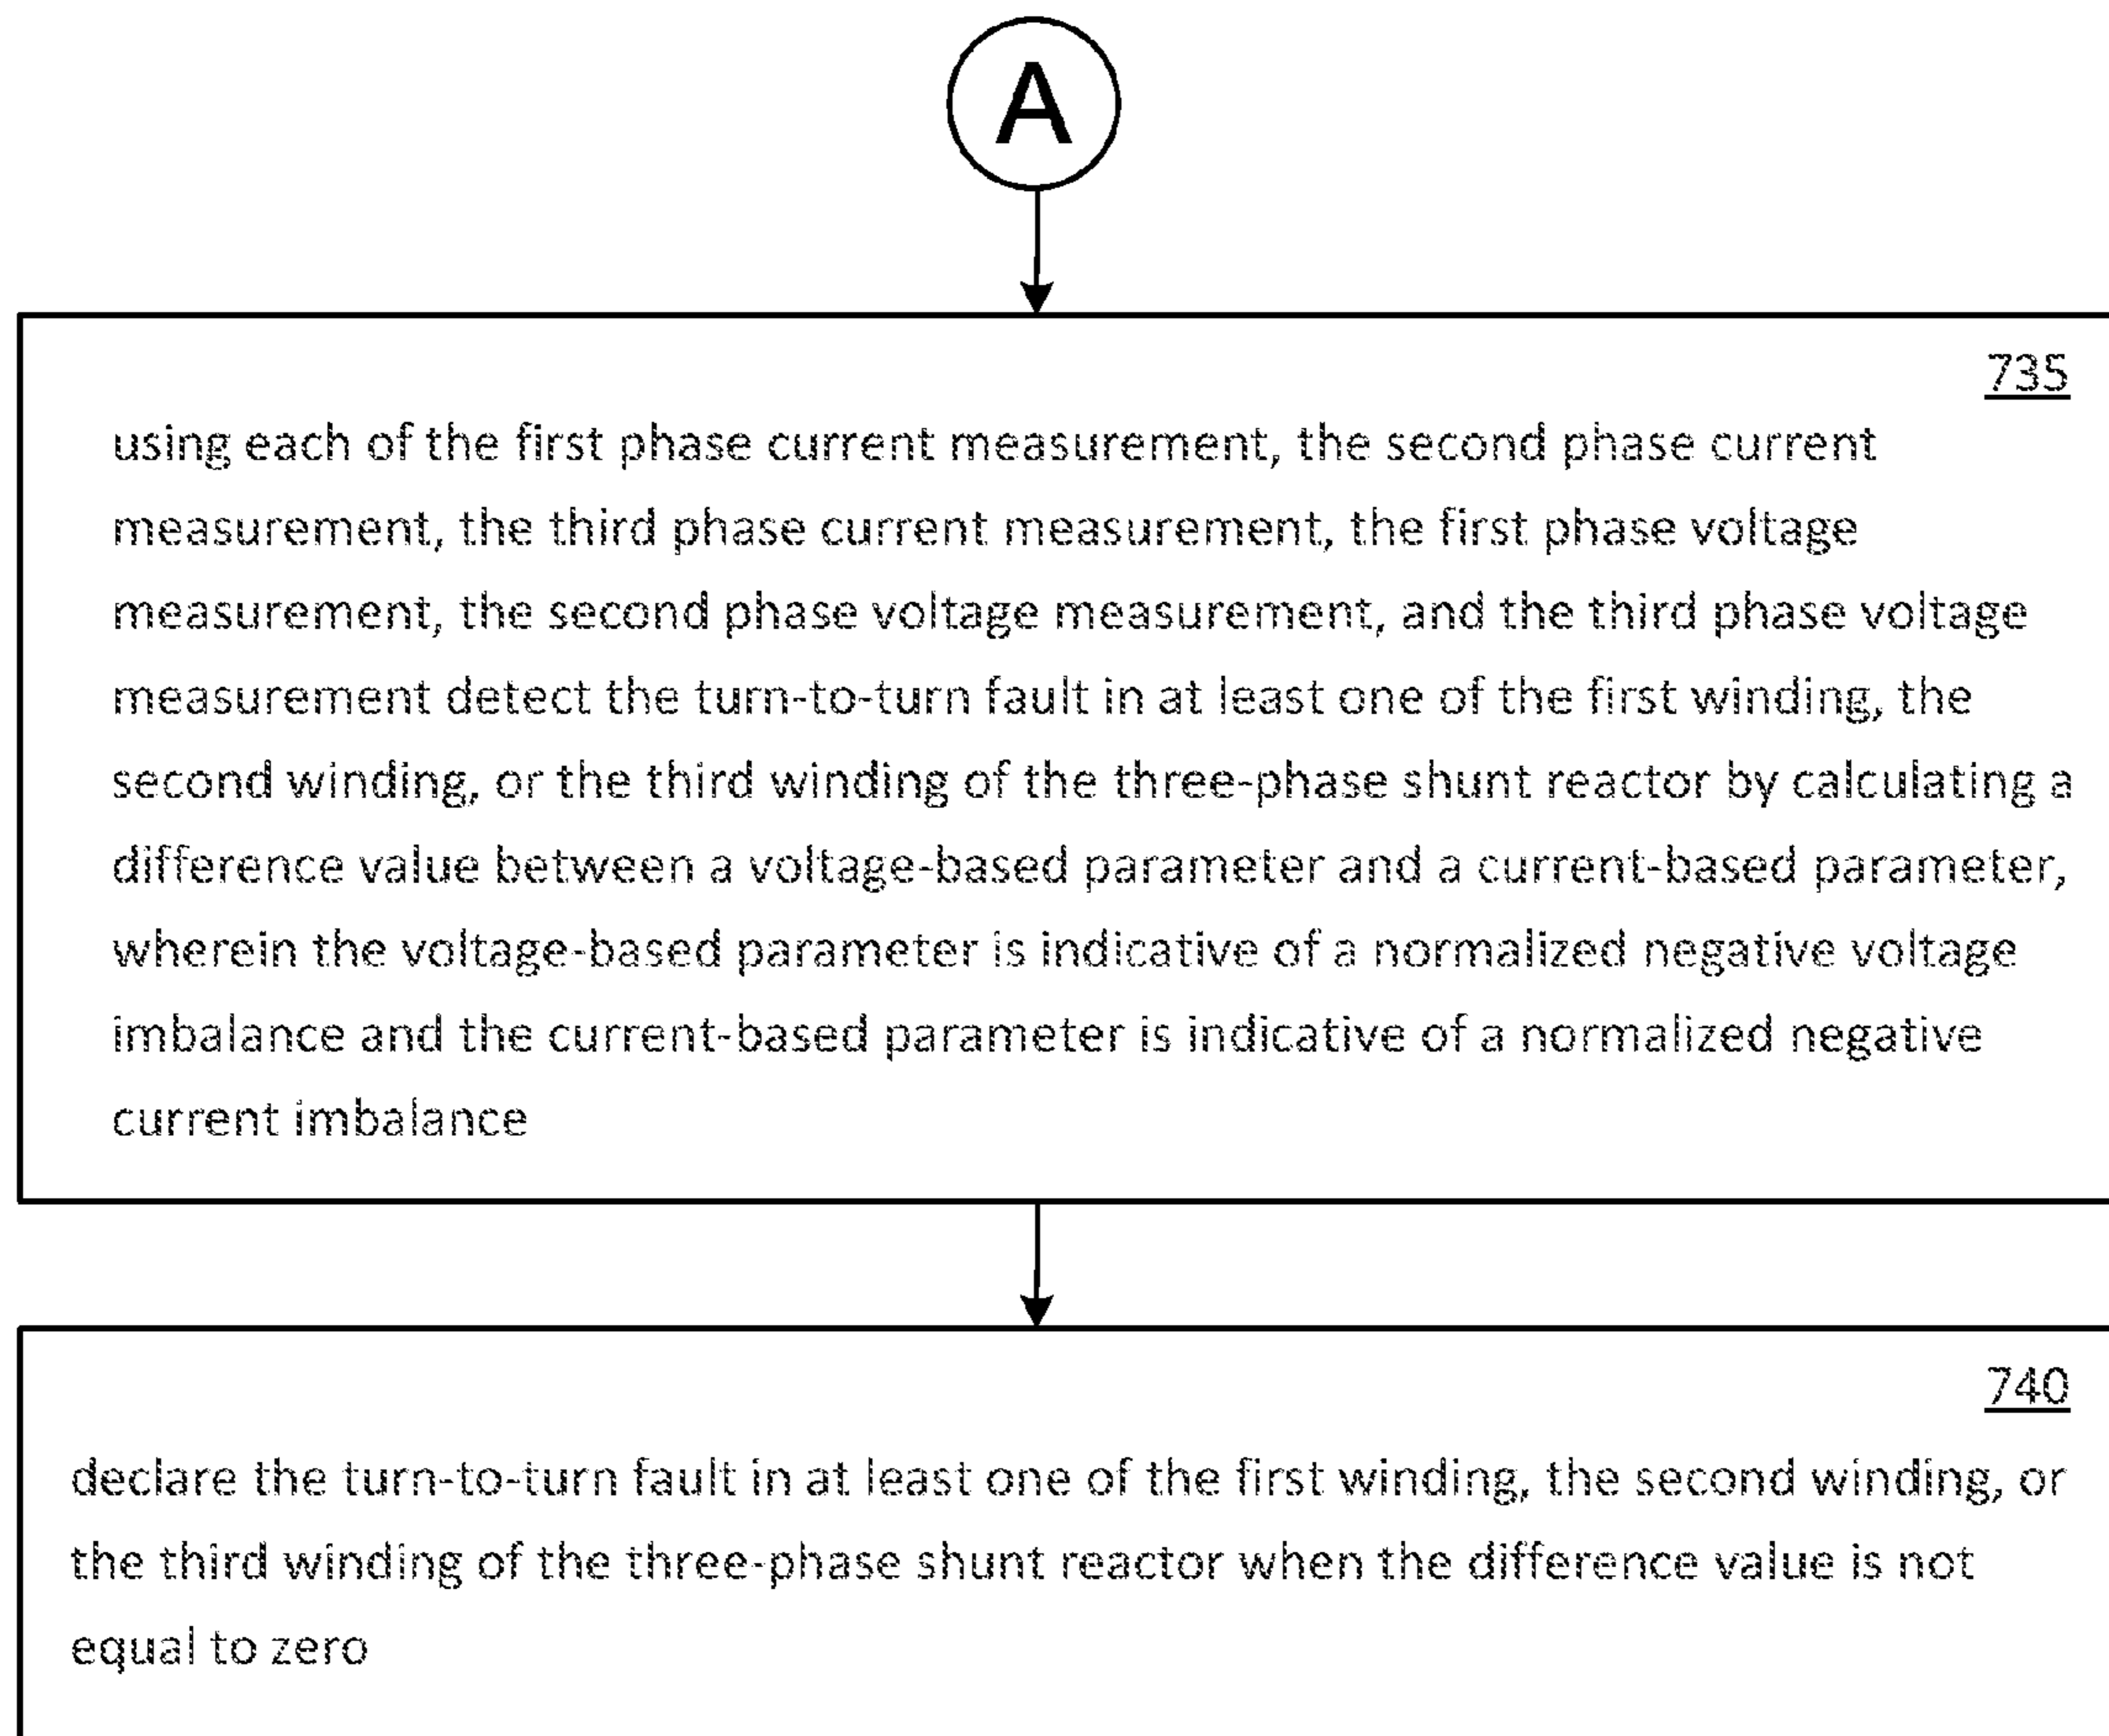 A
735
using each of the first phase current measurement, the second phase current
measurement, the third phase current measurement, the first phase voltage
measurement, the second phase voltage measurement, and the third phase voltage
measurement detect the turn-to-turn fault in at least one of the first winding, the
second winding, or the third winding of the three-phase shunt reactor by calculating a
difference value between a voltage-based parameter and a current-based parameter,
wherein the voltage-based parameter is indicative of a normalized negative voltage
imbalance and the current-based parameter is indicative of a normalized negative
current imbalance
740
declare the turn-to-turn fault in at least one of the first winding, the second winding, or
the third winding of the three-phase shunt reactor when the difference value is not
equal to zero